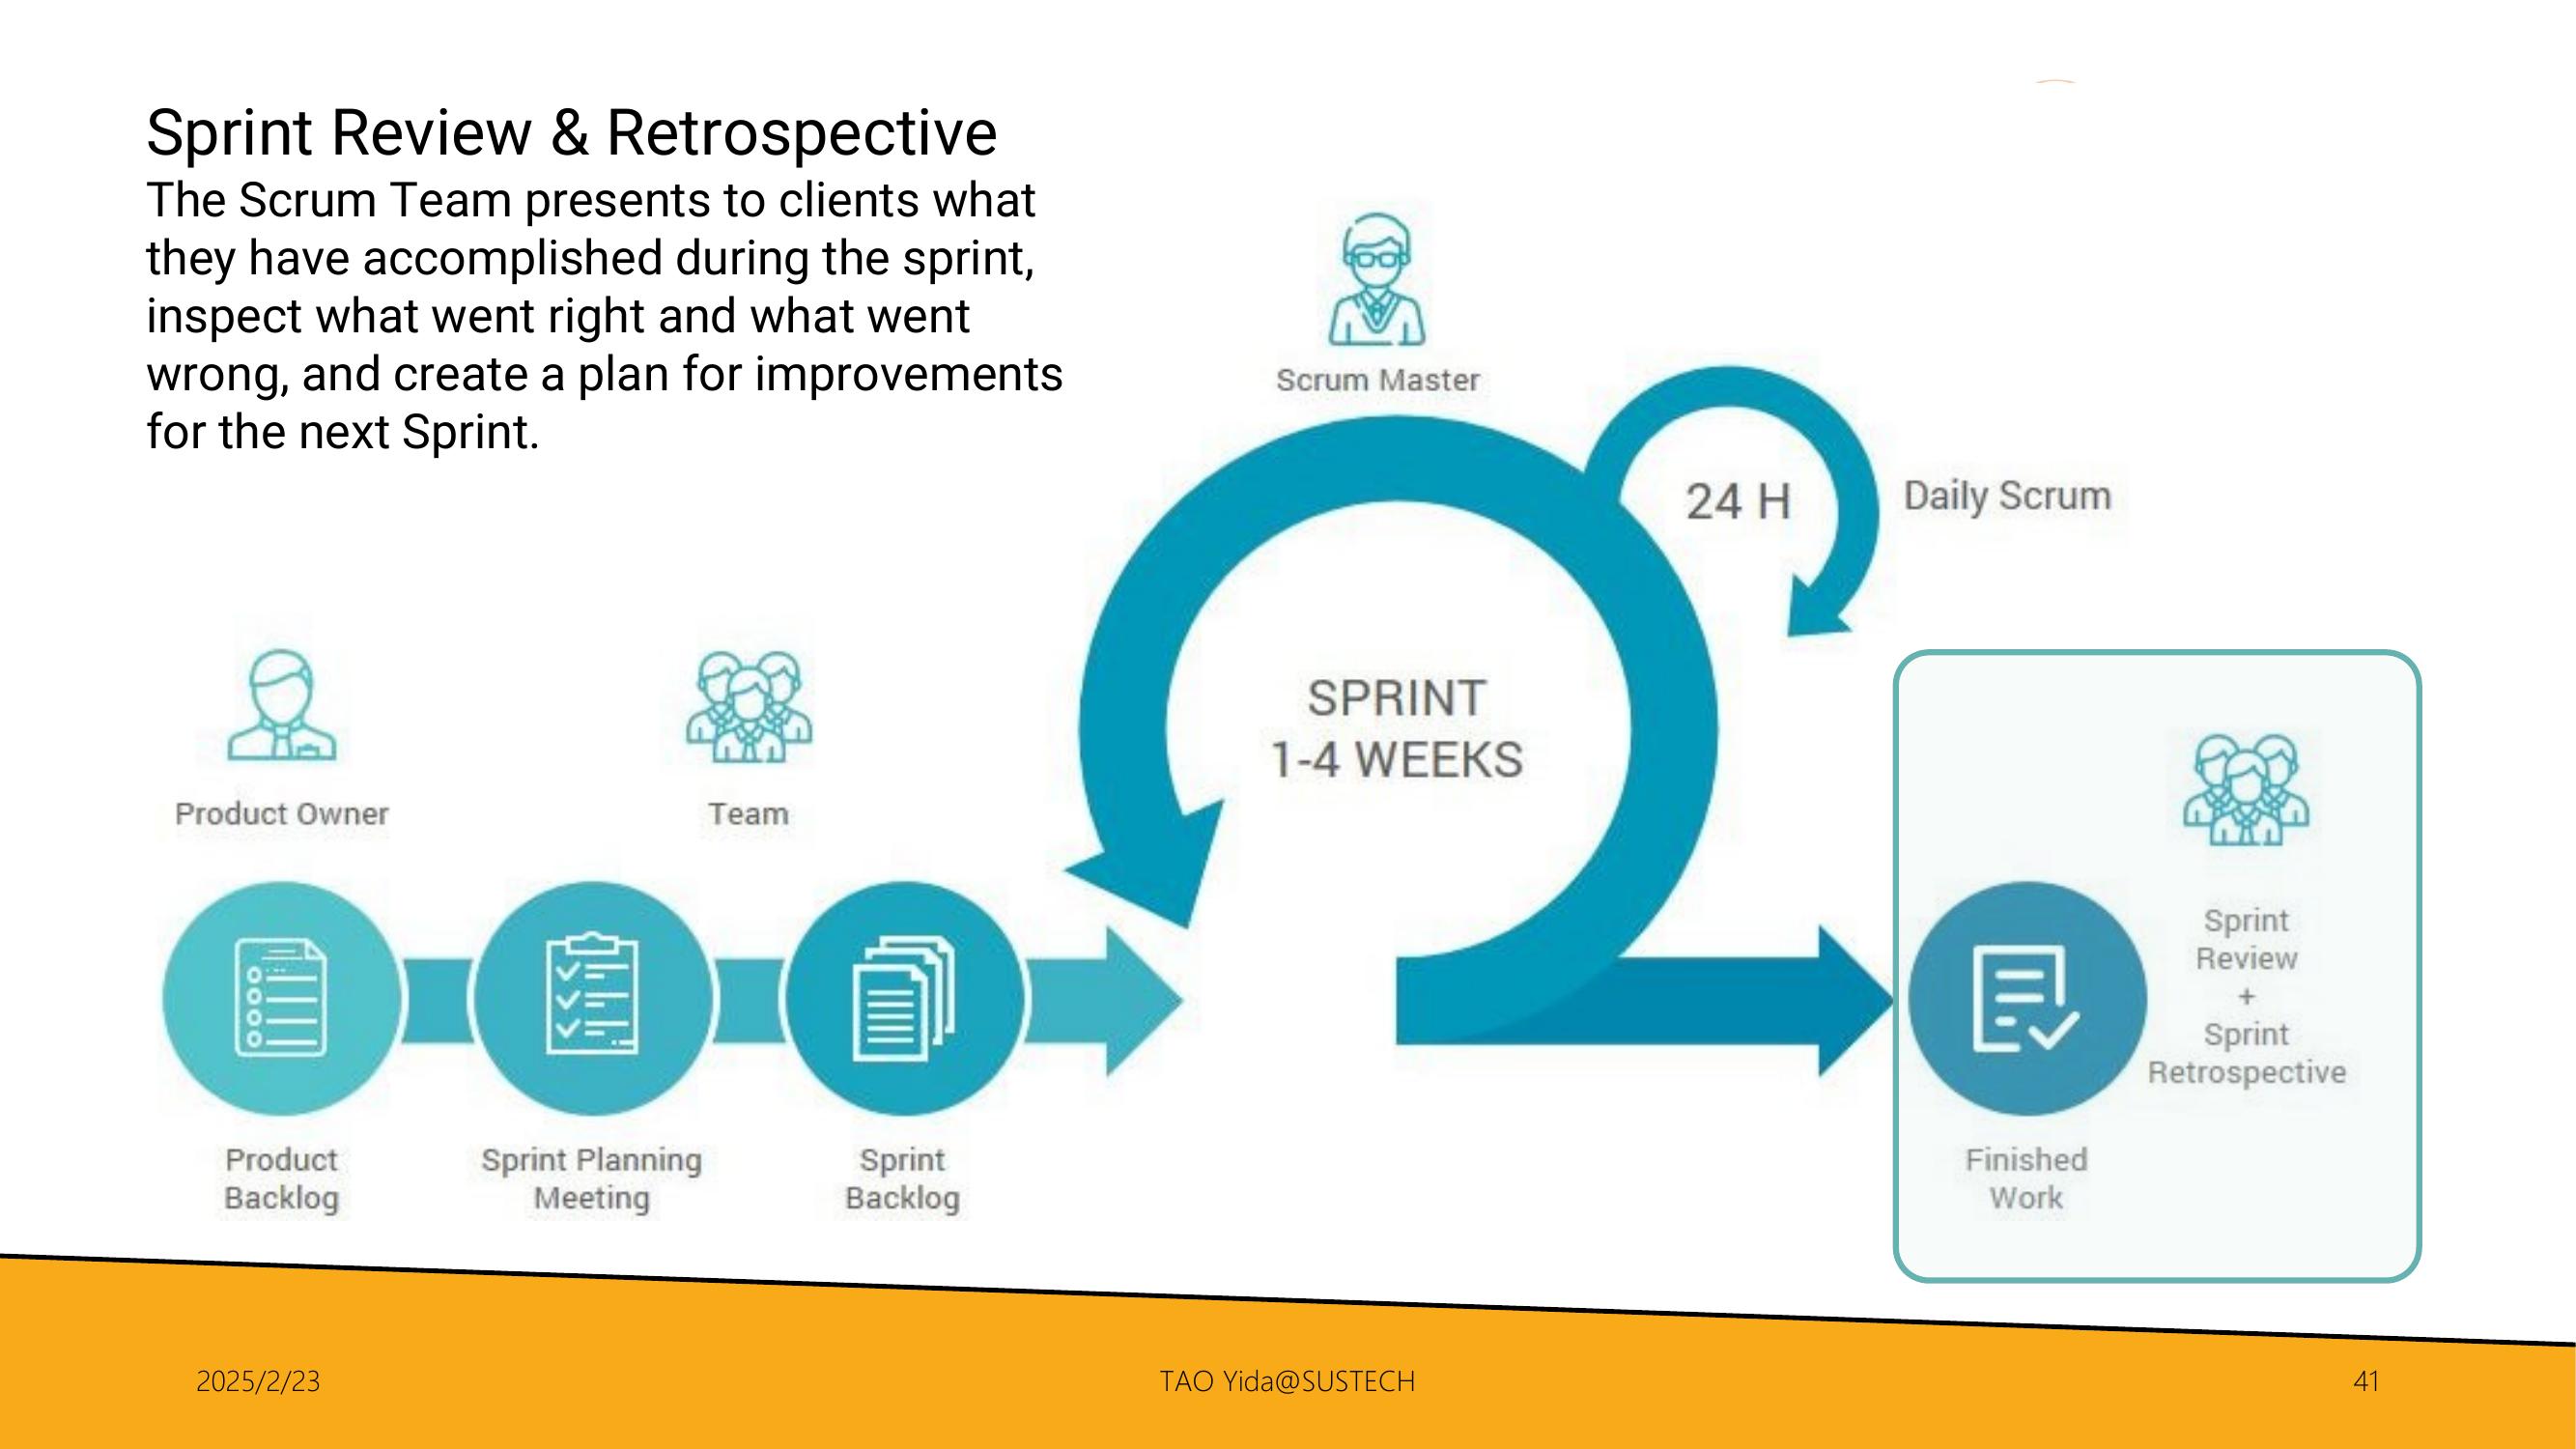 Sprint Review & Retrospective
The Scrum Team presents to clients what
they have accomplished during the sprint,
inspect what went right and what went
wrong, and create a plan for improvements
for the next Sprint.
Scrum Master
24 H
Daily Scrum
SPRINT
1-4 WEEKS
Product Owner
Team
Sprint
Review
+
Sprint
Retrospective
Product
Backlog
Sprint Planning
Meeting
Sprint
Backlog
Finished
Work
2025/2/23
TAO Yida@SUSTECH
41